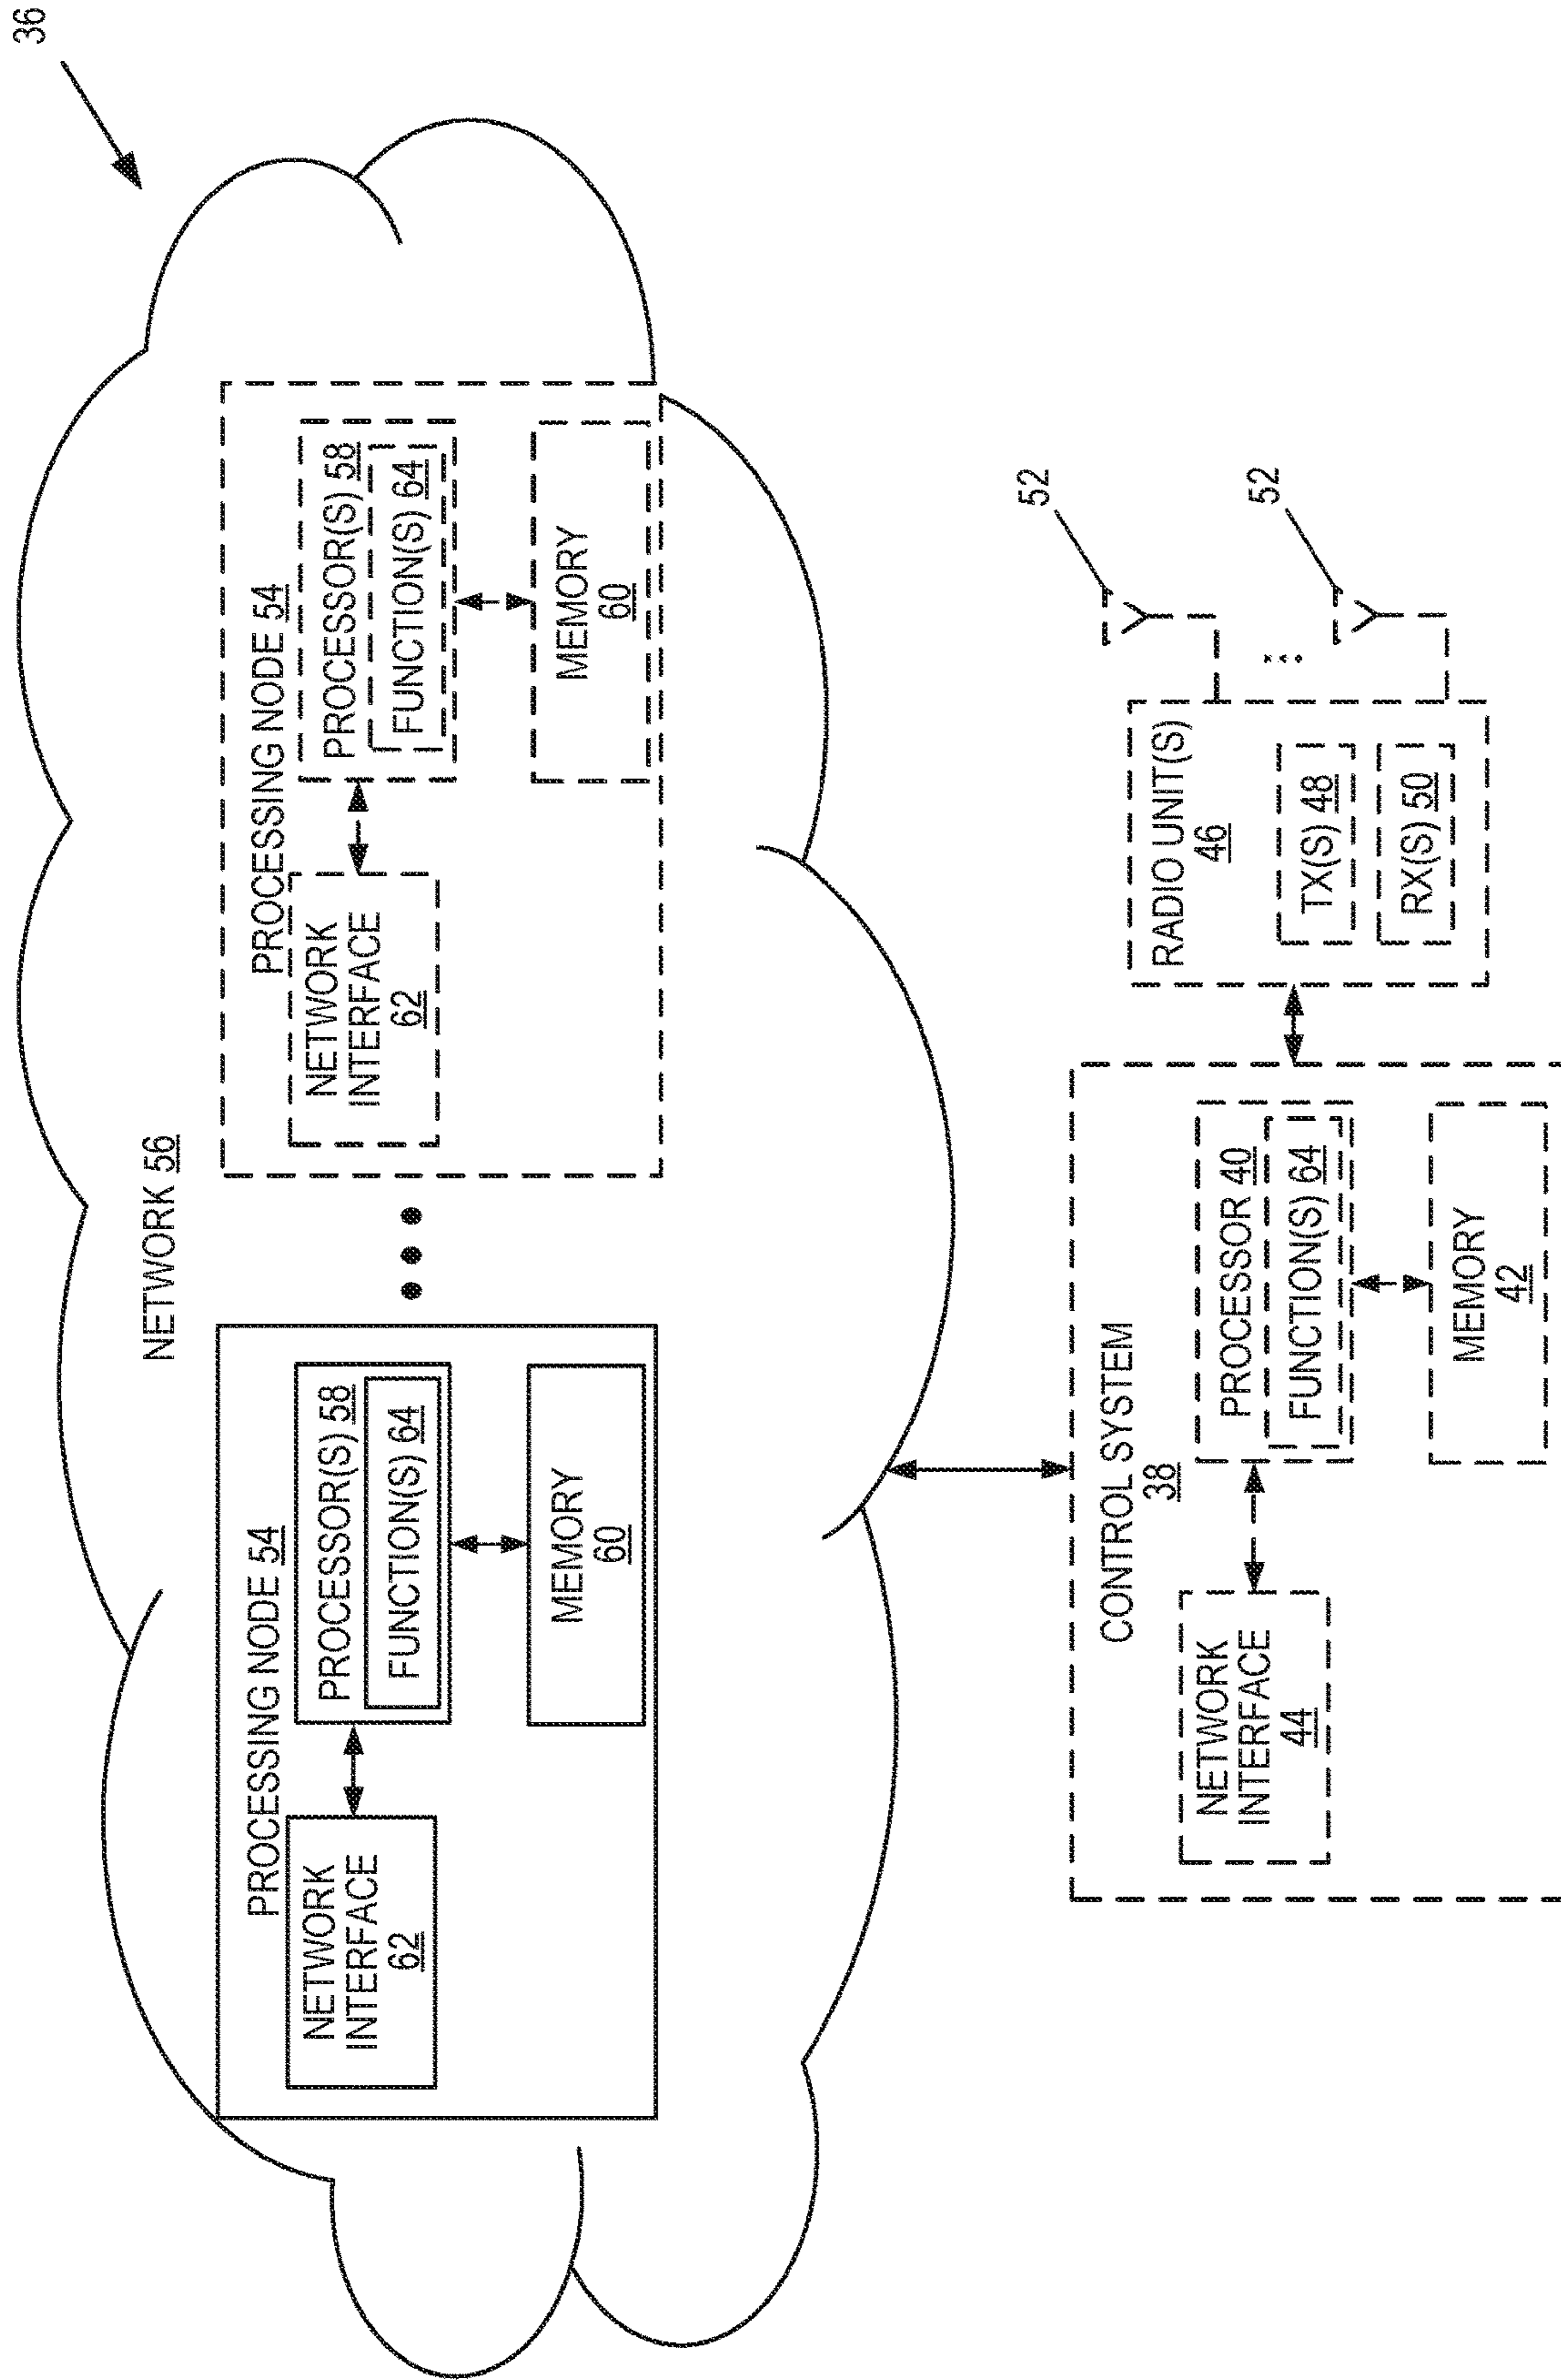 36
NETWORK 56
PROCESSING NODE 54
NETWORK
INTERFACE
62
PROCESSOR(S) 58
FUNCTION(S) 64
MEMORY
60
PROCESSING NODE 54
NETWORK
INTERFACE
62
PROCESSOR(S) 58
FUNCTION(S) 64
MEMORY
60
CONTROL SYSTEM
38
NETWORK
INTERFACE
44
PROCESSOR 40
FUNCTION(S) 64
MEMORY
42
RADIO UNIT(S)
46
TX(S) 48
RX(S) 50
52
52